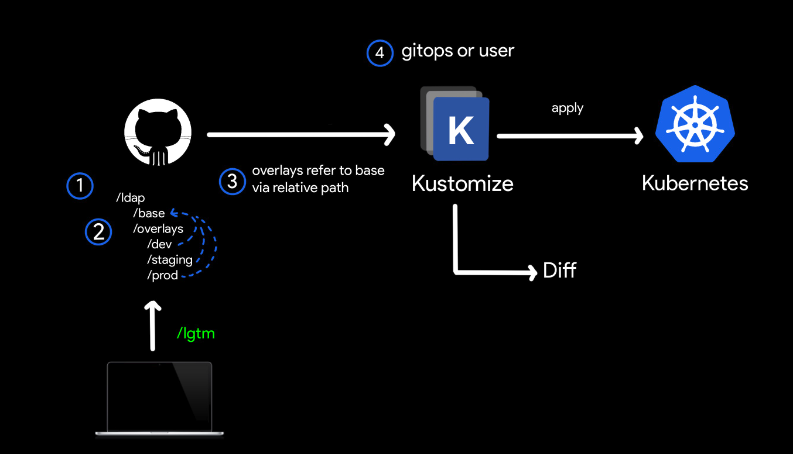 4 gitops or user
K
apply
Kustomize
Kubernetes
3 overlays refer to base
via relative path
1
/ldap
/base
2
/overlays
/dev
/staging
/prod
Diff
/lgtm